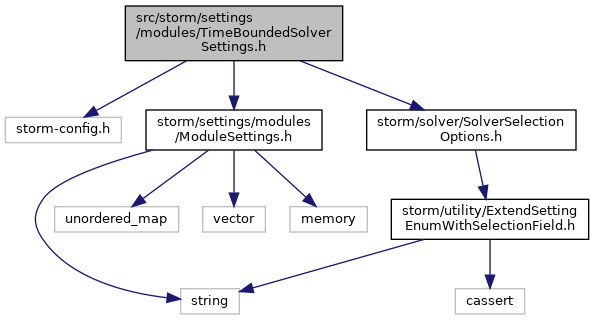 src/storm/settings
/modules/TimeBoundedSolver
Settings.h
storm-config.h
storm/settings/modules
/ModuleSettings.h
storm/solver/SolverSelection
Options.h
unordered_map
vector
memory
storm/utility/ExtendSetting
EnumWithSelectionField.h
string
cassert